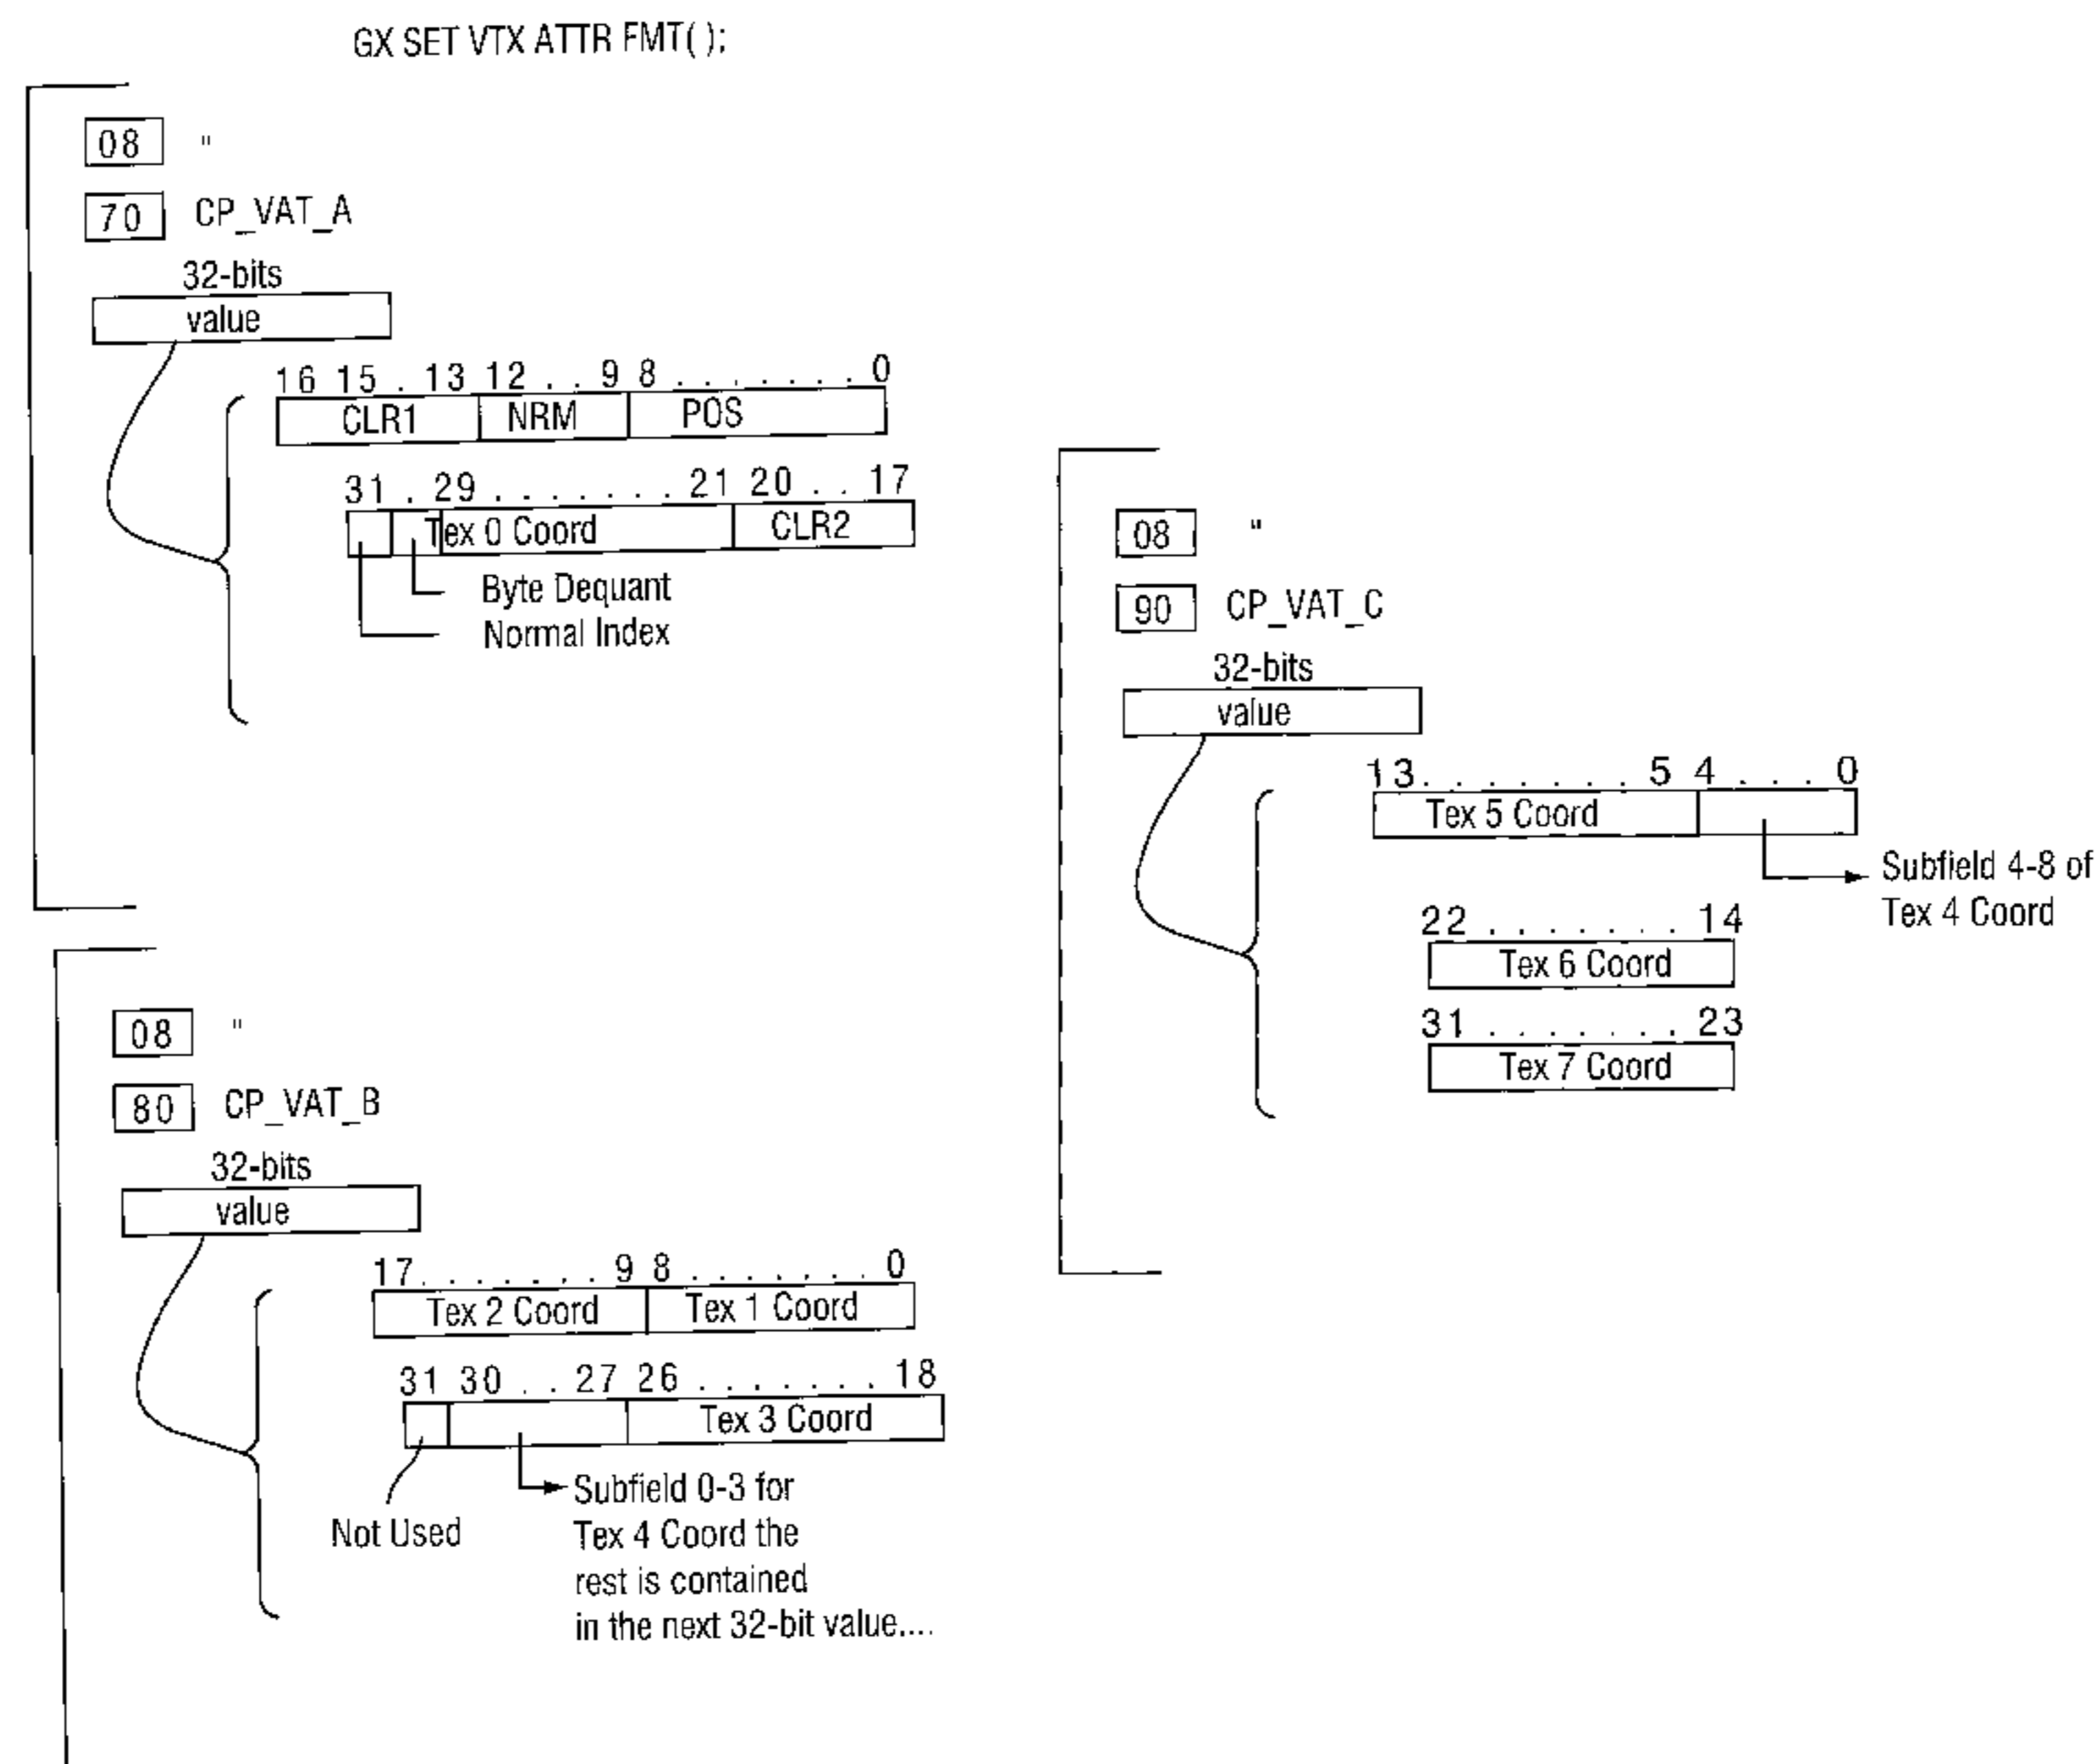 GX SET VTX ATTR FMT( );
08 "
70 CP_VAT_A
32-bits
value
16 15 . 13 12 . . 9 8 . . . . . . . 0
CLR1 NRM POS
31 . 29 . . . . . . . 21 20 . . 17
Tex 0 Coord CLR2
Byte Dequant
Normal Index
08 "
80 CP_VAT_B
32-bits
value
17. . . . . . . 9 8 . . . . . . . 0
Tex 2 Coord Tex 1 Coord
31 30 . . 27 26 . . . . . . . 18
Tex 3 Coord
Not Used
Subfield 0-3 for
Tex 4 Coord the
rest is contained
in the next 32-bit value....
08 "
90 CP_VAT_C
32-bits
value
13. . . . . . . . 5 4 . . . 0
Tex 5 Coord
Subfield 4-8 of
Tex 4 Coord
22 . . . . . . . 14
Tex 6 Coord
31 . . . . . . . 23
Tex 7 Coord